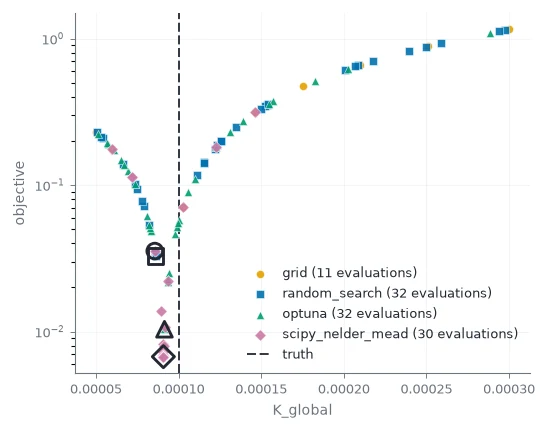 10⁰
10⁻¹
10⁻²
objective
grid (11 evaluations)
random_search (32 evaluations)
optuna (32 evaluations)
scipy_nelder_mead (30 evaluations)
truth
0.00005 0.00010 0.00015 0.00020 0.00025 0.00030
K_global